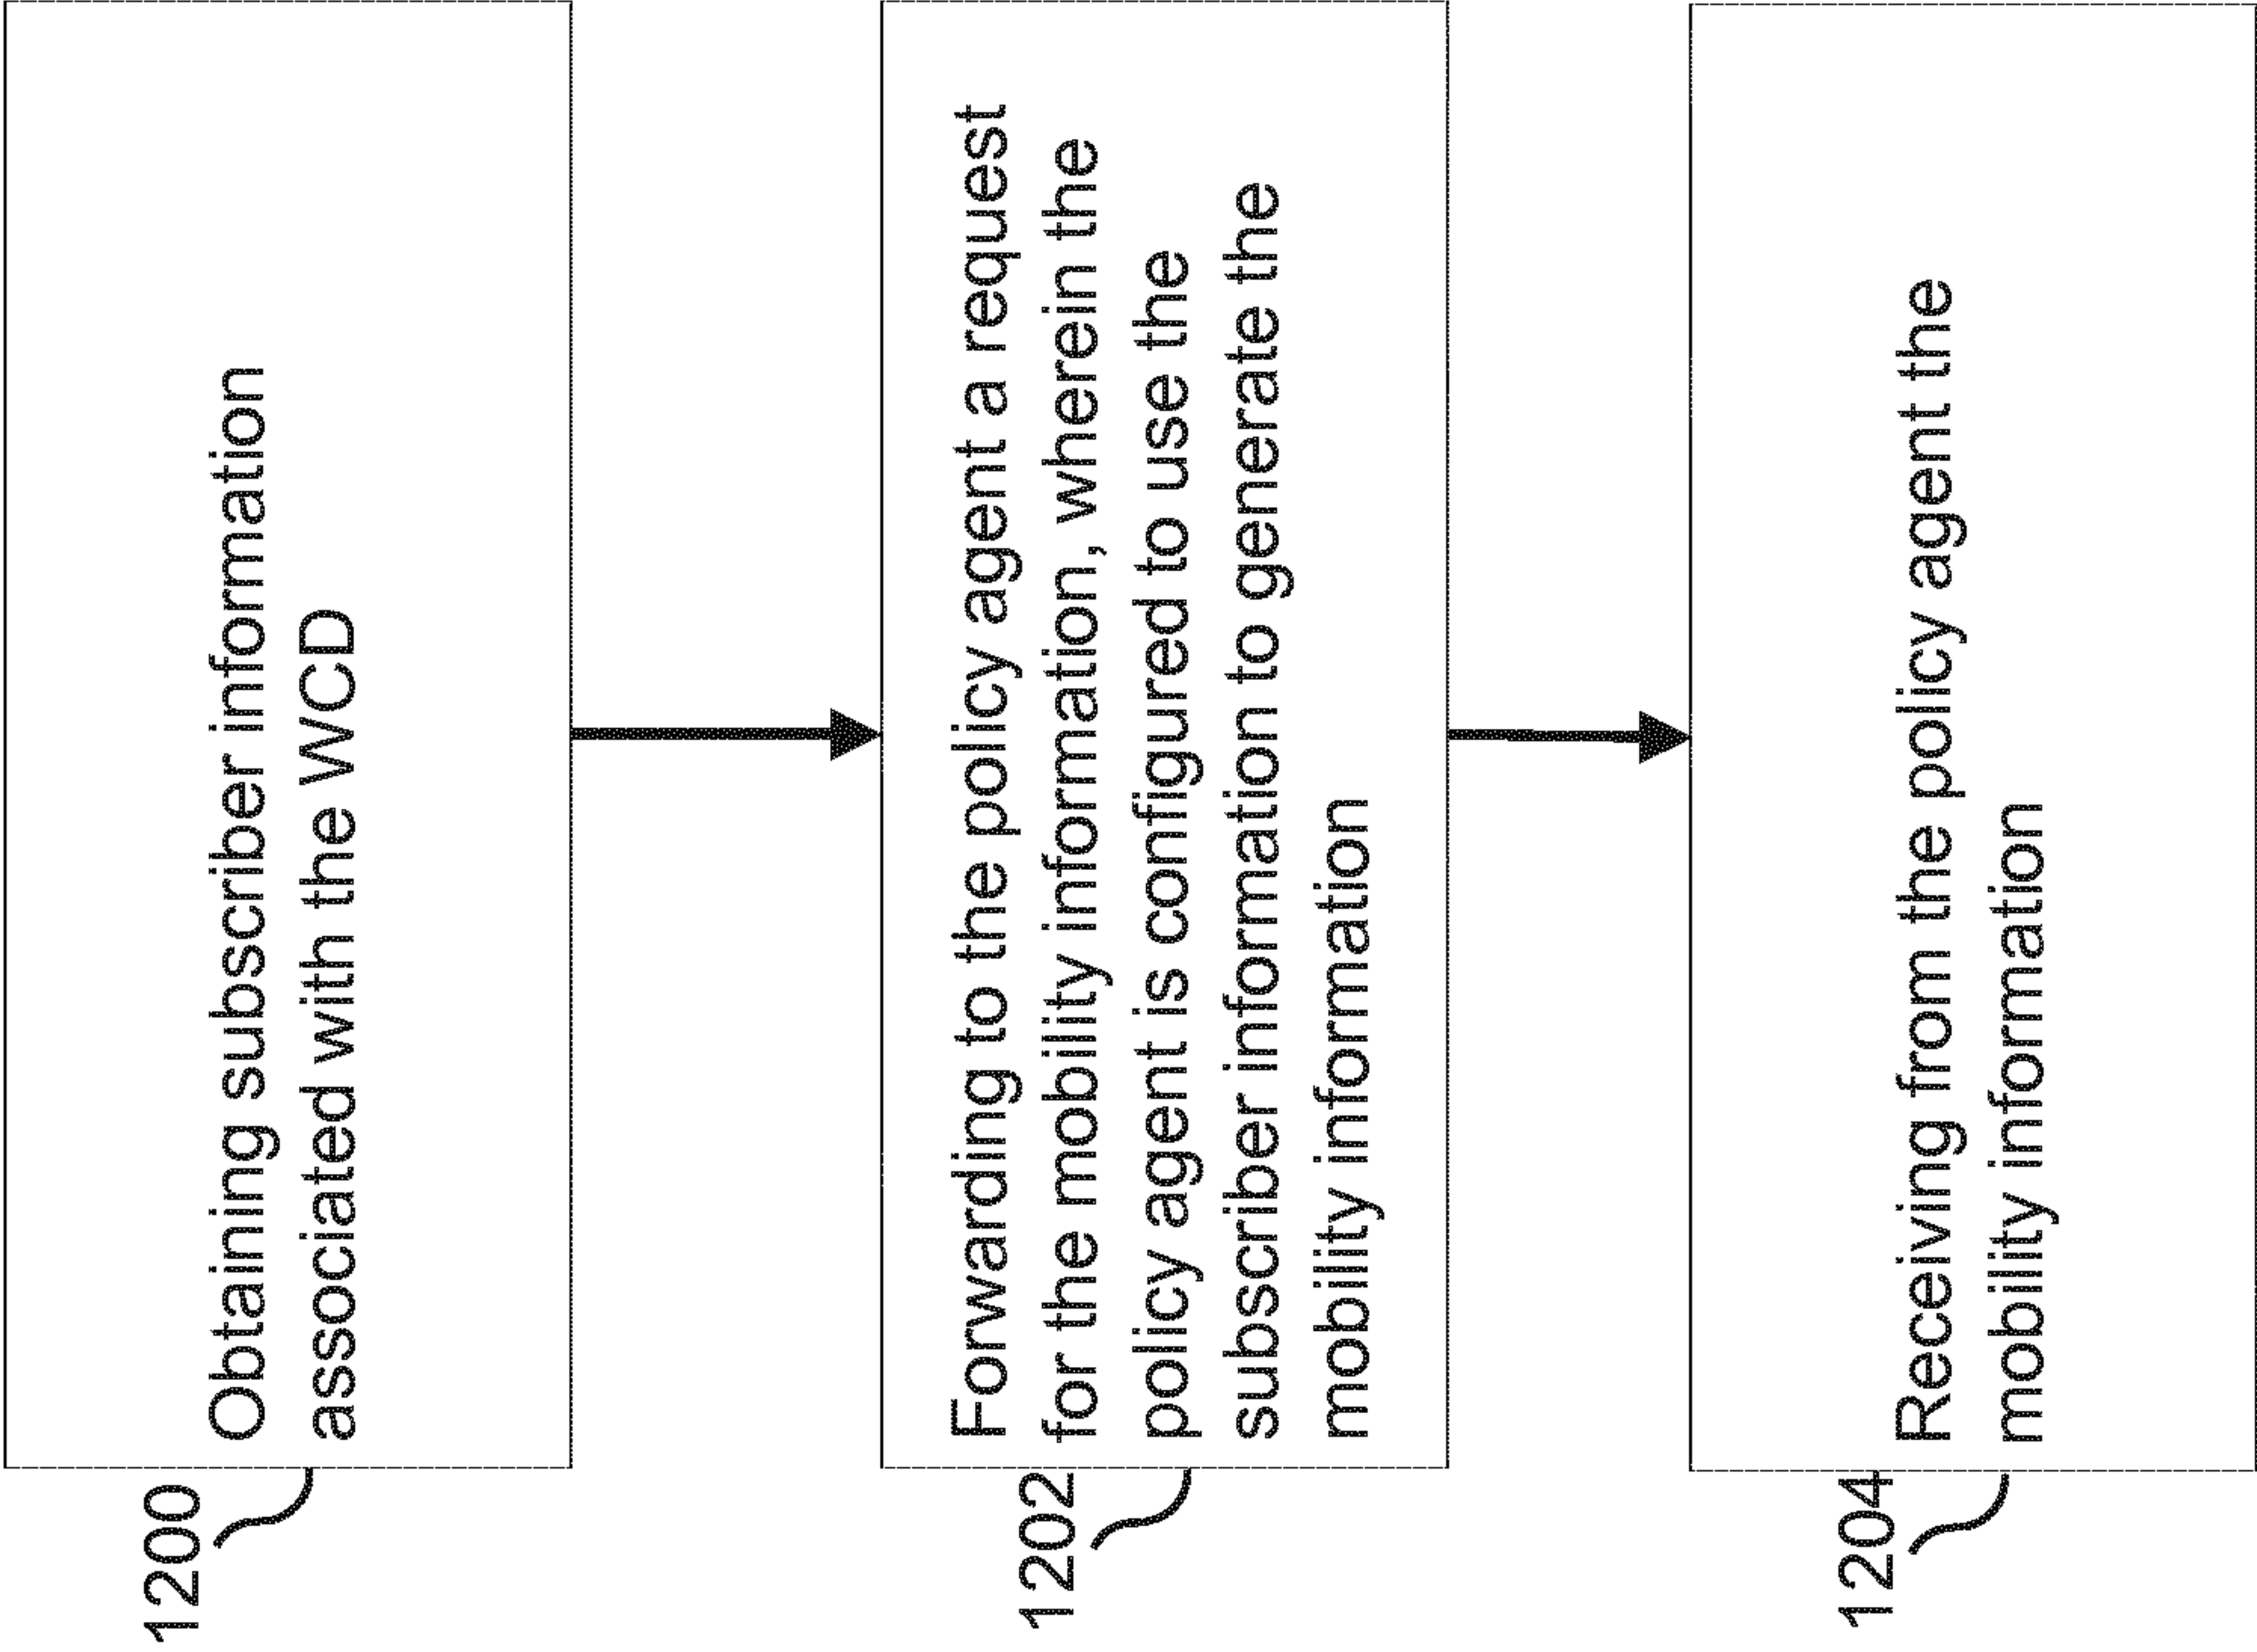 1200
Obtaining subscriber information
associated with the WCD
1202
Forwarding to the policy agent a request
for the mobility information, wherein the
policy agent is configured to use the
subscriber information to generate the
mobility information
1204
Receiving from the policy agent the
mobility information